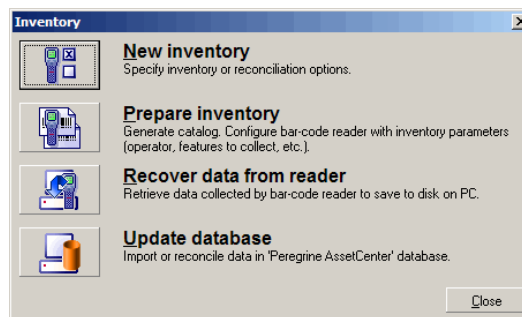 Inventory
New inventory
Specify inventory or reconciliation options.
Prepare inventory
Generate catalog. Configure bar-code reader with inventory parameters
(operator, features to collect, etc.).
Recover data from reader
Retrieve data collected by bar-code reader to save to disk on PC.
Update database
Import or reconcile data in 'Peregrine AssetCenter' database.
Close